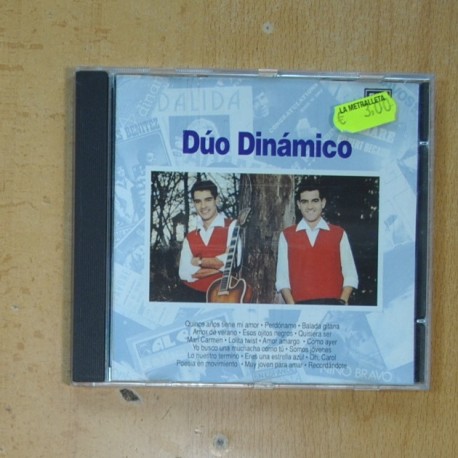 DALIDA
LA METRALLETA
€ 3,00
Dúo Dinámico
Quince años tiene mi amor • Perdóname • Balada gitana
Amor de verano • Esos ojitos negros • Quisiera ser
Mari Carmen • Lolita twist • Amor amargo • Como ayer
Yo busco una muchacha como tú • Somos jóvenes
Lo nuestro terminó • Eres una estrella azul • Oh, Carol
Poesía en movimiento • Muy joven para amar • Recordándote
NINO BRAVO